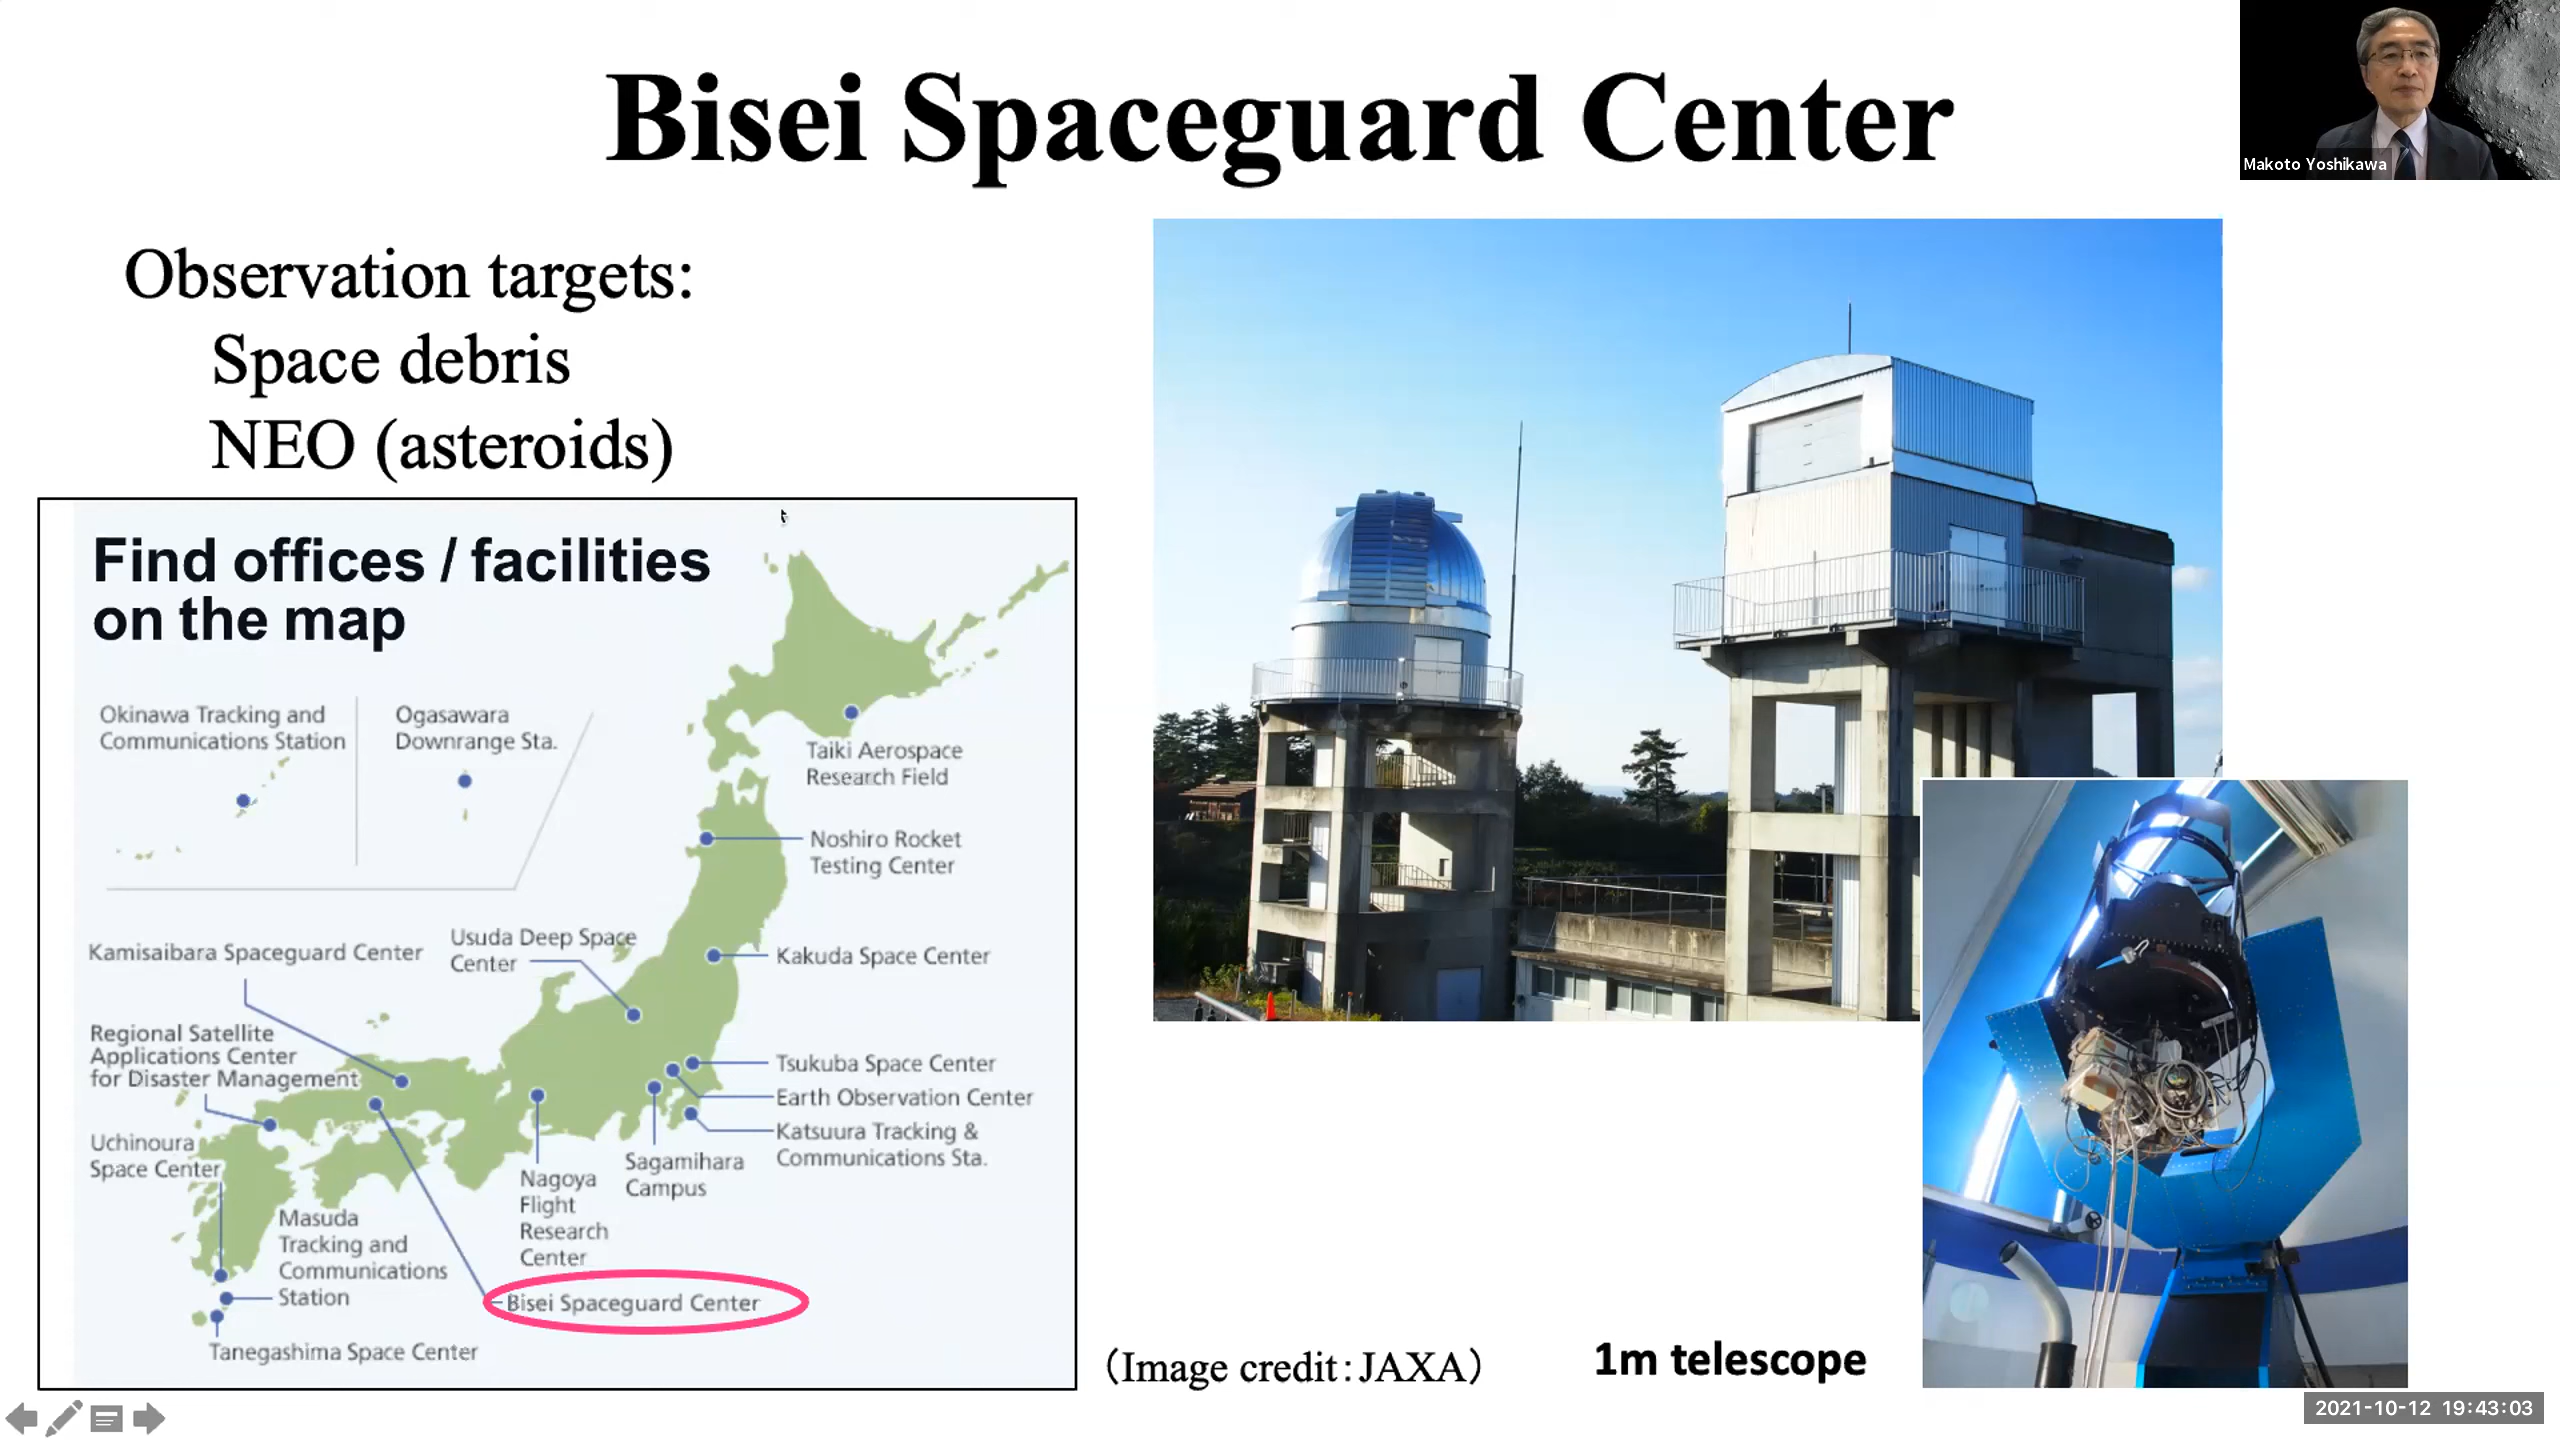 Bisei Spaceguard Center
Makoto Yoshikawa
Observation targets:
Space debris
NEO (asteroids)
Find offices / facilities
on the map
Okinawa Tracking and
Communications Station
Ogasawara
Downrange Sta.
Taiki Aerospace
Research Field
Noshiro Rocket
Testing Center
Kamisaibara Spaceguard Center
Usuda Deep Space
Center
Kakuda Space Center
Regional Satellite
Applications Center
for Disaster Management
Tsukuba Space Center
Earth Observation Center
Katsuura Tracking &
Communications Sta.
Uchinoura
Space Center
Sagamihara
Campus
Nagoya
Flight
Research
Center
Masuda
Tracking and
Communications
Station
Bisei Spaceguard Center
Tanegashima Space Center
(Image credit:JAXA)
1m telescope
2021-10-12 19:43:03